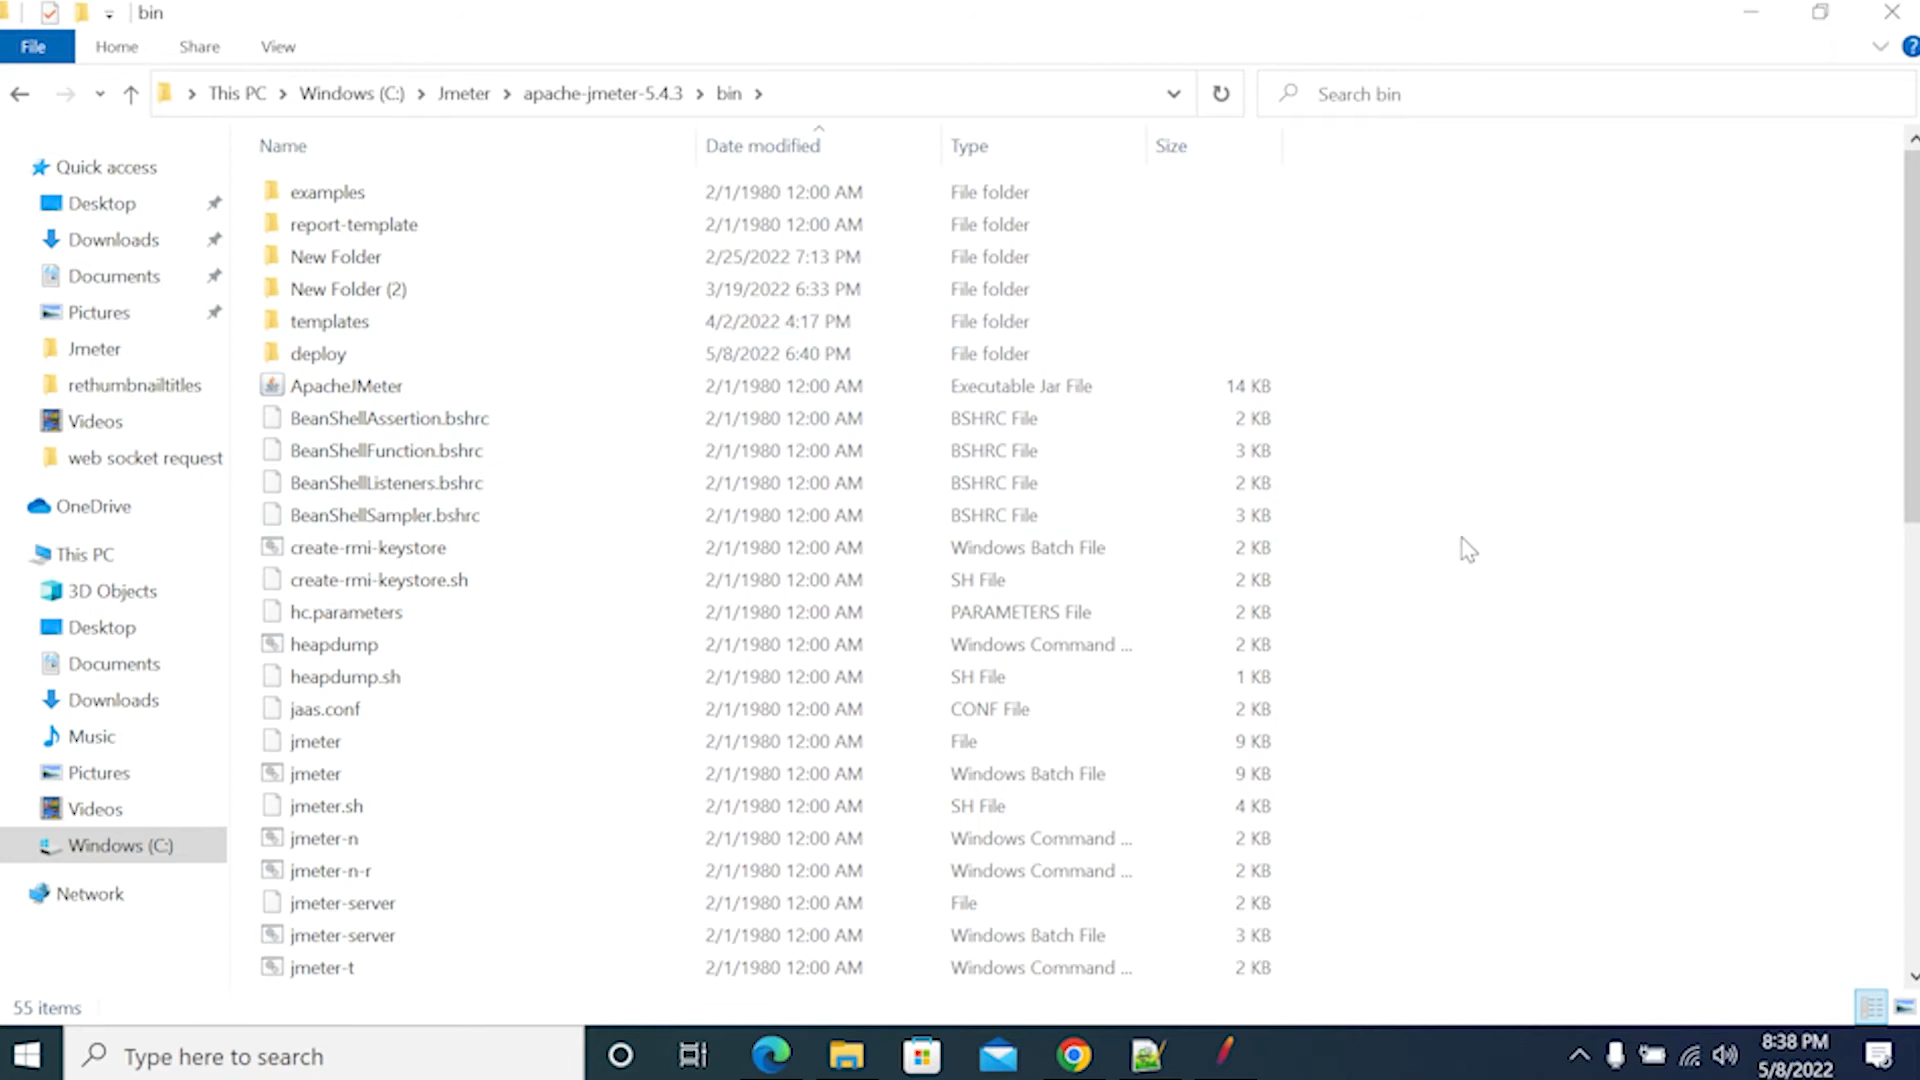 bin
File Home Share View
This PC Windows (C:) Jmeter apache-jmeter-5.4.3 bin Search bin
Name Date modified Type Size
Quick access
Desktop
Downloads
Documents
Pictures
Jmeter
rethumbnailtitles
Videos
web socket request
OneDrive
This PC
3D Objects
Desktop
Documents
Downloads
Music
Pictures
Videos
Windows (C:)
Network
examples 2/1/1980 12:00 AM File folder
report-template 2/1/1980 12:00 AM File folder
New Folder 2/25/2022 7:13 PM File folder
New Folder (2) 3/19/2022 6:33 PM File folder
templates 4/2/2022 4:17 PM File folder
deploy 5/8/2022 6:40 PM File folder
ApacheJMeter 2/1/1980 12:00 AM Executable Jar File 14 KB
BeanShellAssertion.bshrc 2/1/1980 12:00 AM BSHRC File 2 KB
BeanShellFunction.bshrc 2/1/1980 12:00 AM BSHRC File 3 KB
BeanShellListeners.bshrc 2/1/1980 12:00 AM BSHRC File 2 KB
BeanShellSampler.bshrc 2/1/1980 12:00 AM BSHRC File 3 KB
create-rmi-keystore 2/1/1980 12:00 AM Windows Batch File 2 KB
create-rmi-keystore.sh 2/1/1980 12:00 AM SH File 2 KB
hc.parameters 2/1/1980 12:00 AM PARAMETERS File 2 KB
heapdump 2/1/1980 12:00 AM Windows Command ... 2 KB
heapdump.sh 2/1/1980 12:00 AM SH File 1 KB
jaas.conf 2/1/1980 12:00 AM CONF File 2 KB
jmeter 2/1/1980 12:00 AM File 9 KB
jmeter 2/1/1980 12:00 AM Windows Batch File 9 KB
jmeter.sh 2/1/1980 12:00 AM SH File 4 KB
jmeter-n 2/1/1980 12:00 AM Windows Command ... 2 KB
jmeter-n-r 2/1/1980 12:00 AM Windows Command ... 2 KB
jmeter-server 2/1/1980 12:00 AM File 2 KB
jmeter-server 2/1/1980 12:00 AM Windows Batch File 3 KB
jmeter-t 2/1/1980 12:00 AM Windows Command ... 2 KB
55 items
Type here to search
8:38 PM
5/8/2022